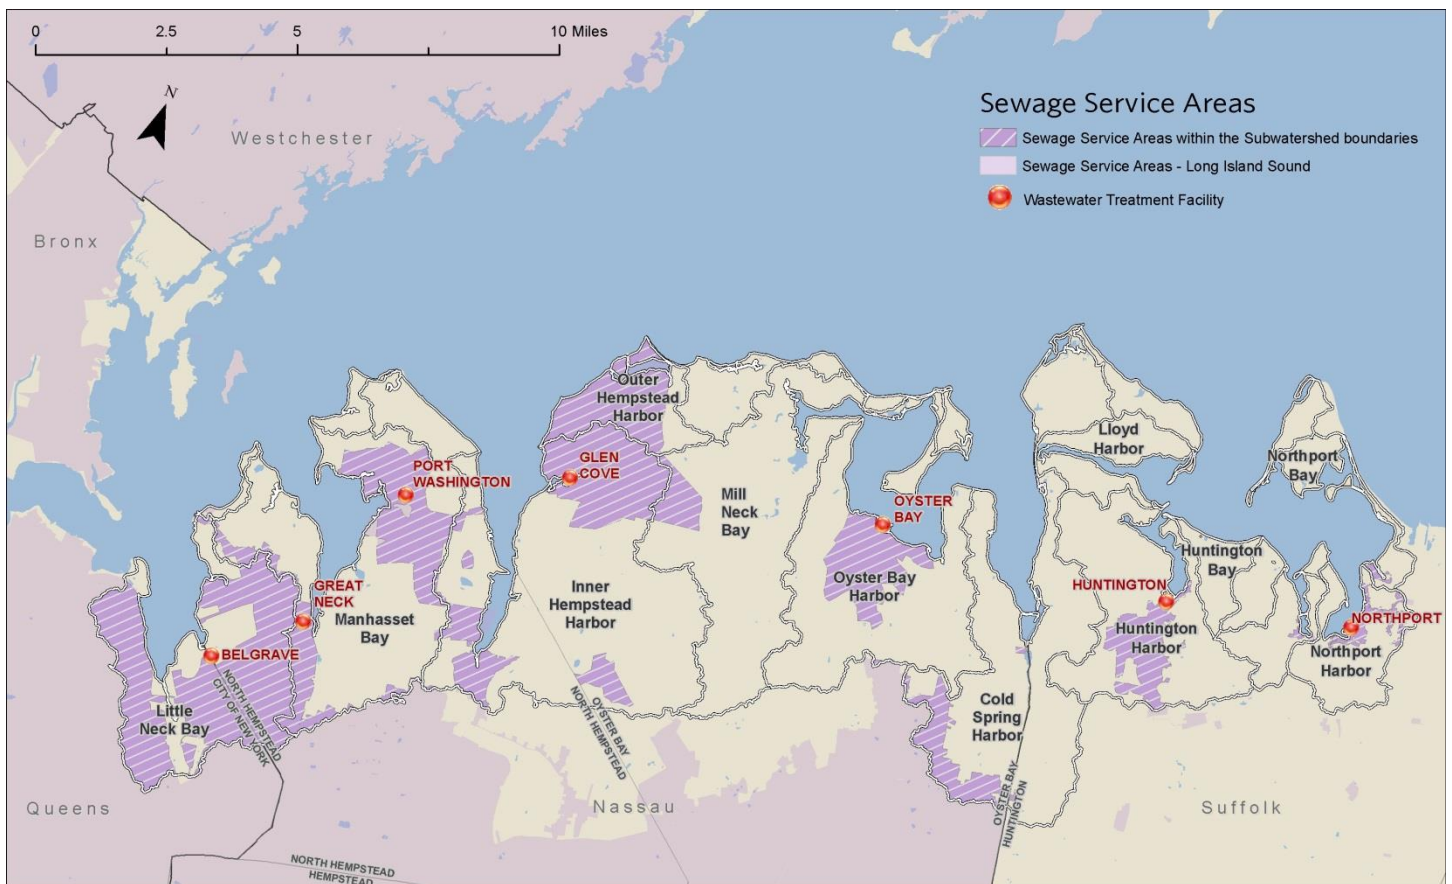 0 2.5 5 10 Miles
N
Westchester
Bronx
Sewage Service Areas
Sewage Service Areas within the Subwatershed boundaries
Sewage Service Areas - Long Island Sound
Wastewater Treatment Facility
Outer
Hempstead
Harbor
Lloyd
Harbor
Northport
Bay
PORT
WASHINGTON
GLEN
COVE
Mill
Neck
Bay
OYSTER
BAY
Huntington
Bay
Oyster Bay
Harbor
HUNTINGTON
GREAT
NECK
Manhasset
Bay
Inner
Hempstead
Harbor
Huntington
Harbor
NORTHPORT
Northport
Harbor
BELGRAVE
Little
Neck Bay
NORTH HEMPSTEAD
CITY OF NEW YORK
OYSTER BAY
NORTH HEMPSTEAD
Cold
Spring
Harbor
OYSTER BAY
HUNTINGTON
Queens
Nassau
Suffolk
NORTH HEMPSTEAD
HEMPSTEAD